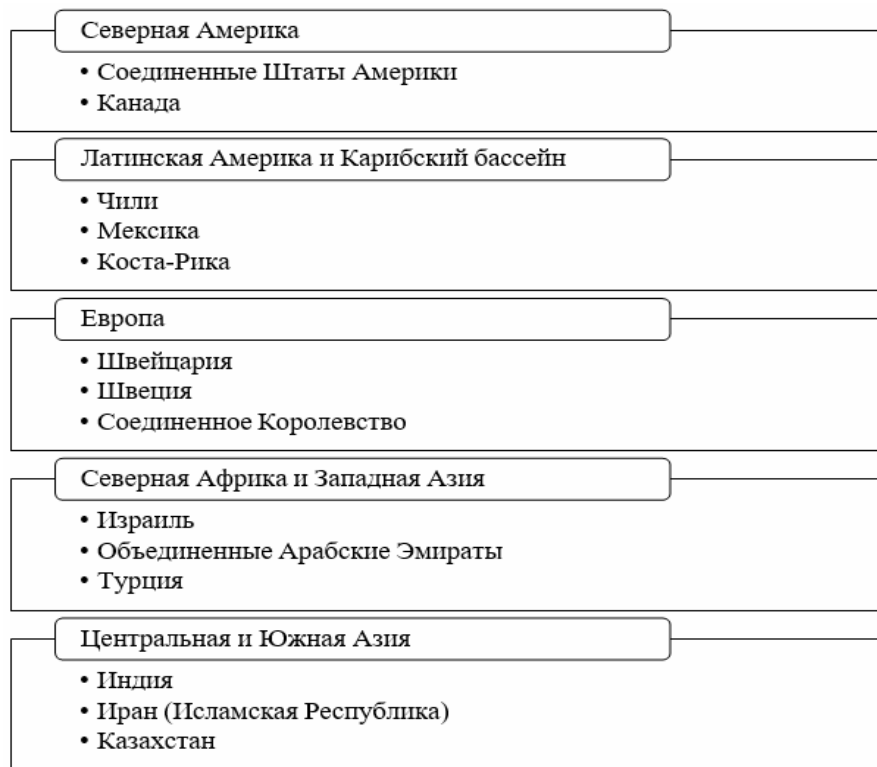 Северная Америка
• Соединенные Штаты Америки
• Канада
Латинская Америка и Карибский бассейн
• Чили
• Мексика
• Коста-Рика
Европа
• Швейцария
• Швеция
• Соединенное Королевство
Северная Африка и Западная Азия
• Израиль
• Объединенные Арабские Эмираты
• Турция
Центральная и Южная Азия
• Индия
• Иран (Исламская Республика)
• Казахстан